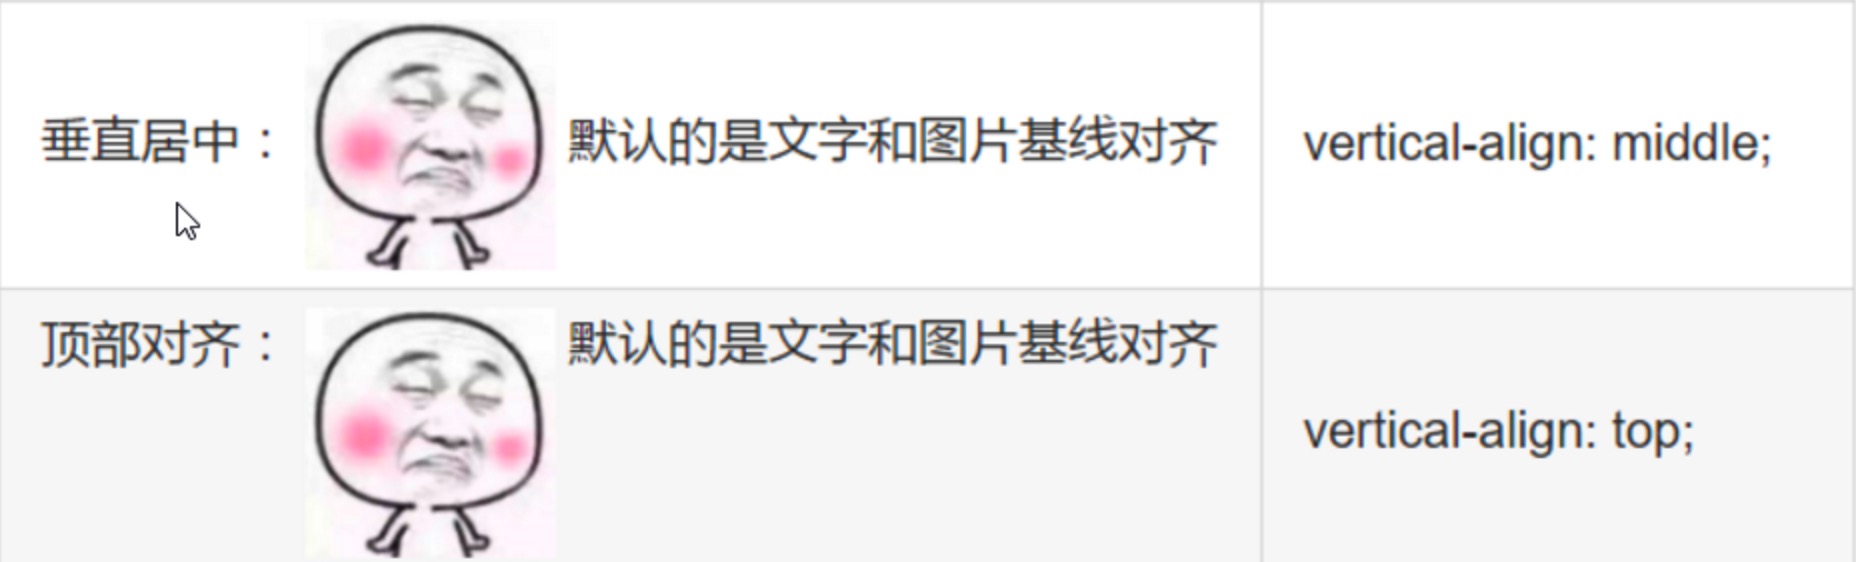 垂直居中： 默认的是文字和图片基线对齐 vertical-align: middle;
顶部对齐： 默认的是文字和图片基线对齐 vertical-align: top;